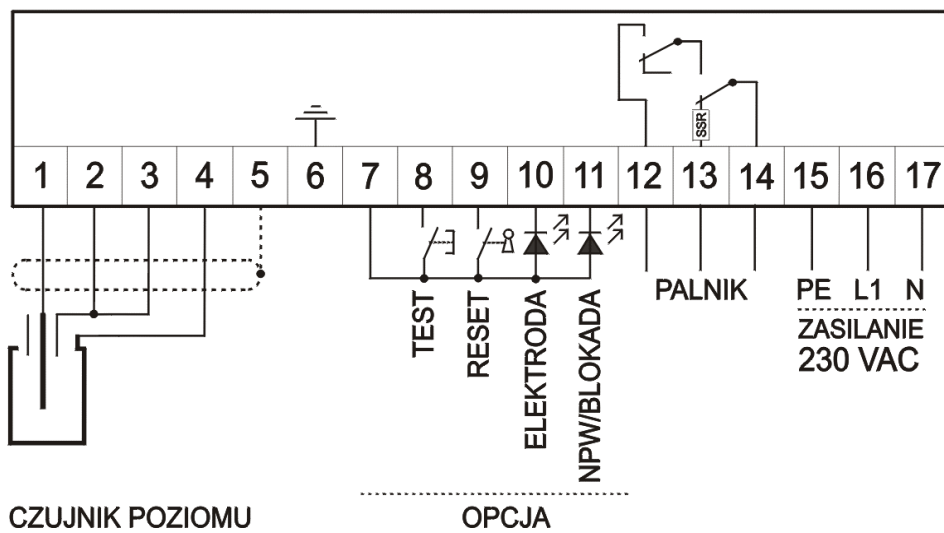 SSR
1 2 3 4 5 6 7 8 9 10 11 12 13 14 15 16 17
TEST
RESET
ELEKTRODA
NPW/BLOKADA
PALNIK
PE L1 N
ZASILANIE
230 VAC
CZUJNIK POZIOMU
OPCJA